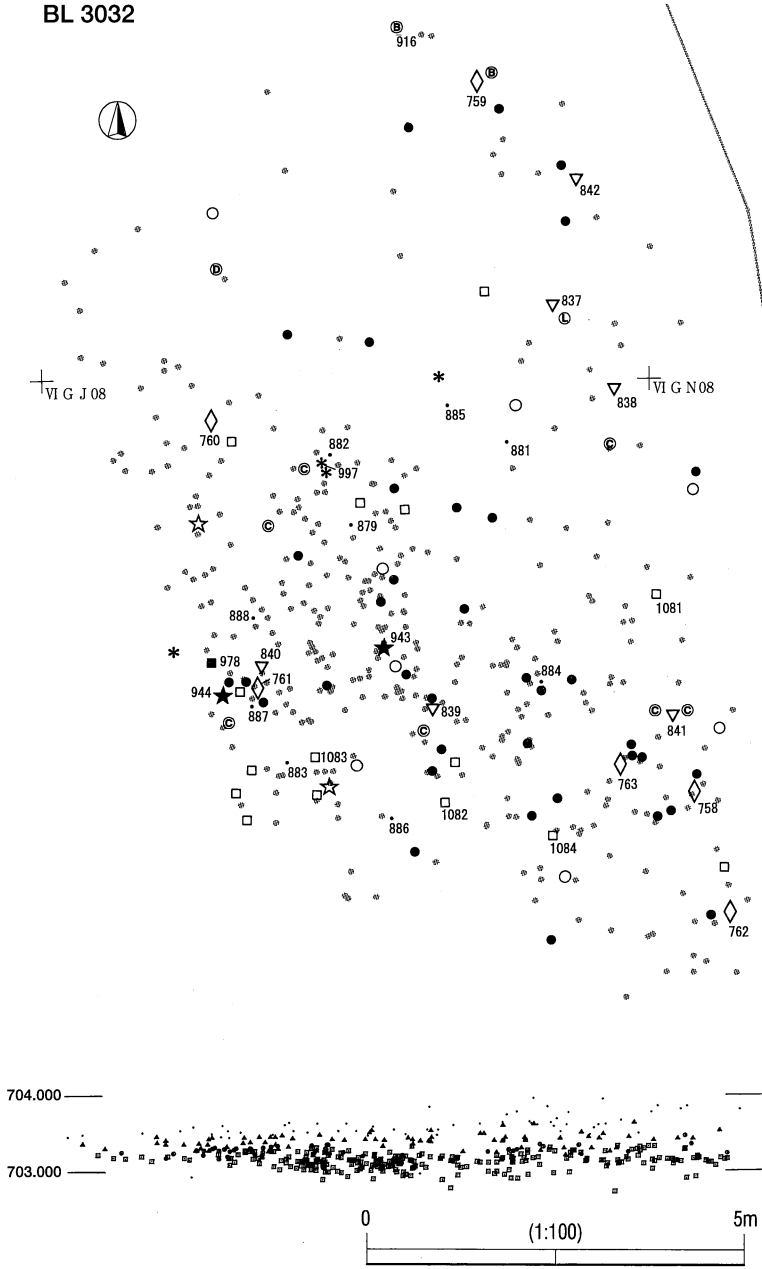 BL 3032
B
916
B
759
842
D
837
L
VI G J 08
VI G N 08
838
885
760
882
881
C
C
997
C
879
1081
888
943
978
840
884
944
761
887
839
C
C
C
C
841
1083
883
763
758
1082
886
1084
762
704.000
703.000
0
(1:100)
5m